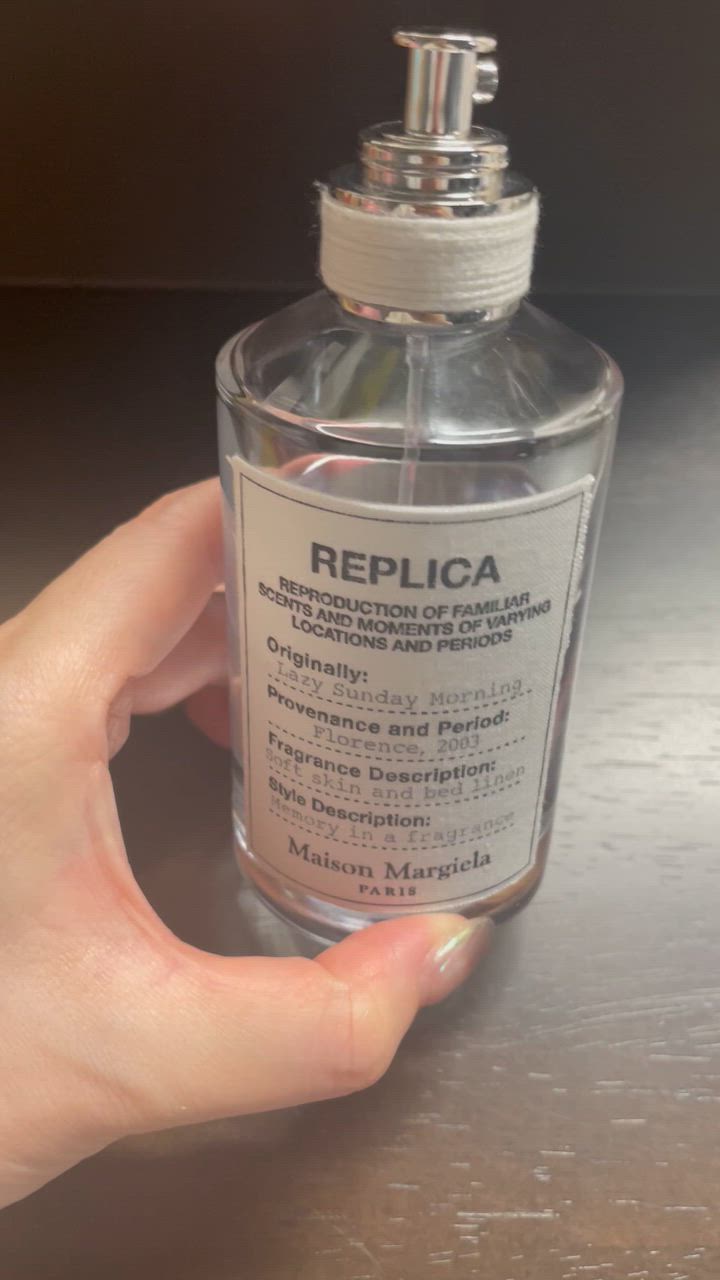 REPLICA
REPRODUCTION OF FAMILIAR
SCENTS AND MOMENTS OF VARYING
LOCATIONS AND PERIODS
Originally:
Lazy Sunday Morning
Provenance and Period:
Florence, 2003
Fragrance Description:
Soft skin and bed linen
Style Description:
Memory in a fragrance
Maison Margiela
PARIS